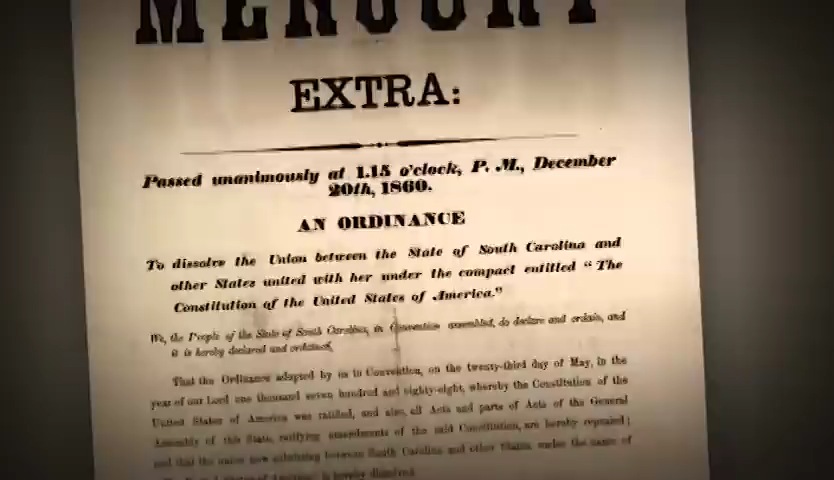 MERCURY
EXTRA:
Passed unanimously at 1.15 o'clock, P. M., December
20th, 1860.
AN ORDINANCE
To dissolve the Union between the State of South Carolina and
other States united with her under the compact entitled "The
Constitution of the United States of America."
We, the People of the State of South Carolina, in Convention assembled, do declare and ordain, and
it is hereby declared and ordained,
That the Ordinance adopted by us in Convention, on the twenty-third day of May, in the
year of our Lord one thousand seven hundred and eighty-eight, whereby the Constitution of the
United States of America was ratified, and also, all Acts and parts of Acts of the General
Assembly of this State, ratifying amendments of the said Constitution, are hereby repealed;
and that the union now subsisting between South Carolina and other States, under the name of
States of America, is hereby dissolved.